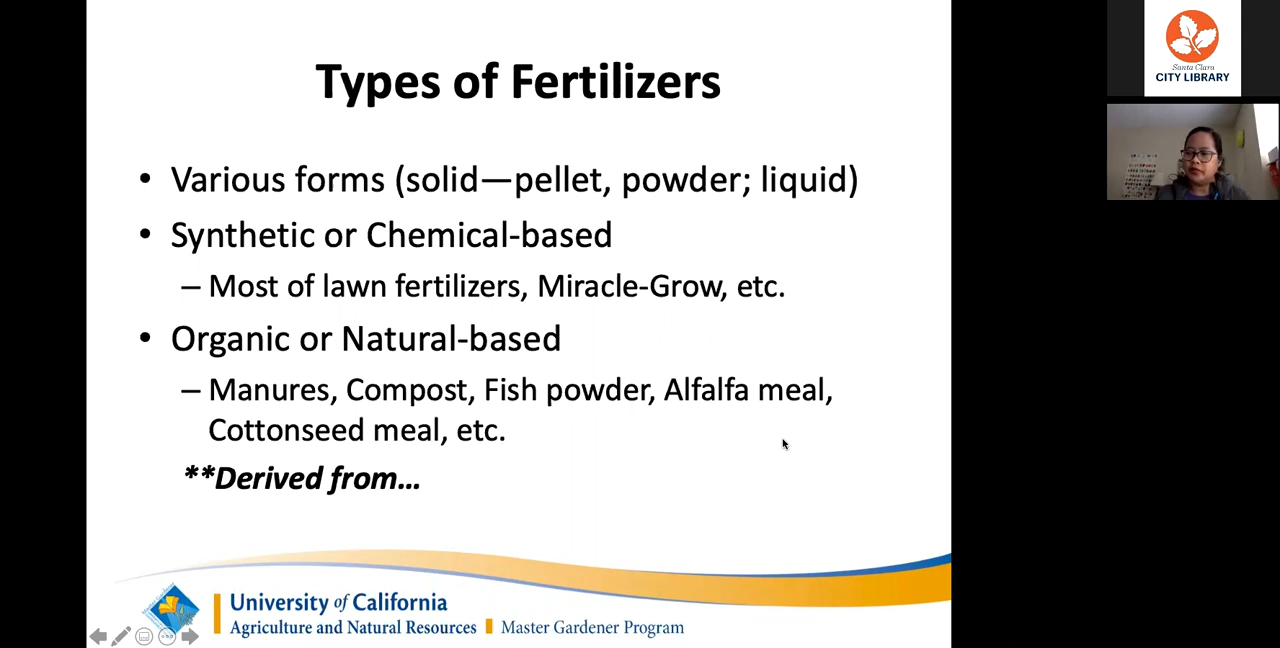 Types of Fertilizers
• Various forms (solid—pellet, powder; liquid)
• Synthetic or Chemical-based
– Most of lawn fertilizers, Miracle-Grow, etc.
• Organic or Natural-based
– Manures, Compost, Fish powder, Alfalfa meal,
Cottonseed meal, etc.
**Derived from…
University of California
Agriculture and Natural Resources Master Gardener Program
Santa Clara
CITY LIBRARY